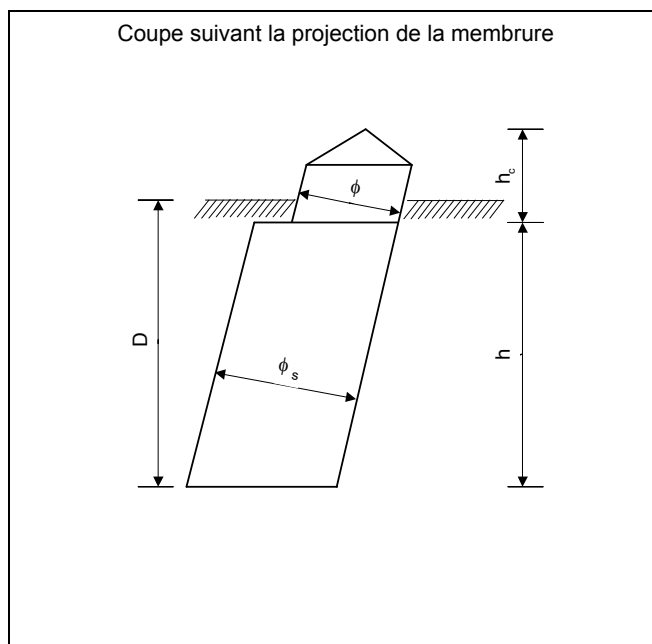 Coupe suivant la projection de la membrure
h c
ϕ
D
h
ϕ s